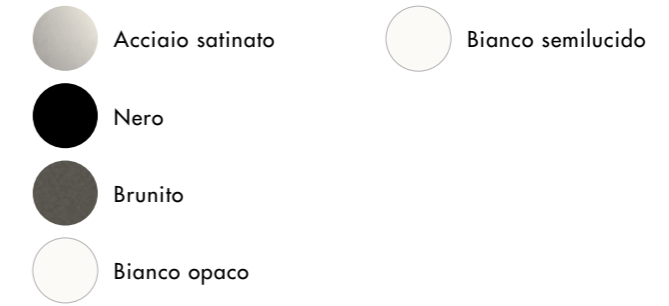 Acciaio satinato
Nero
Brunito
Bianco opaco
Bianco semilucido